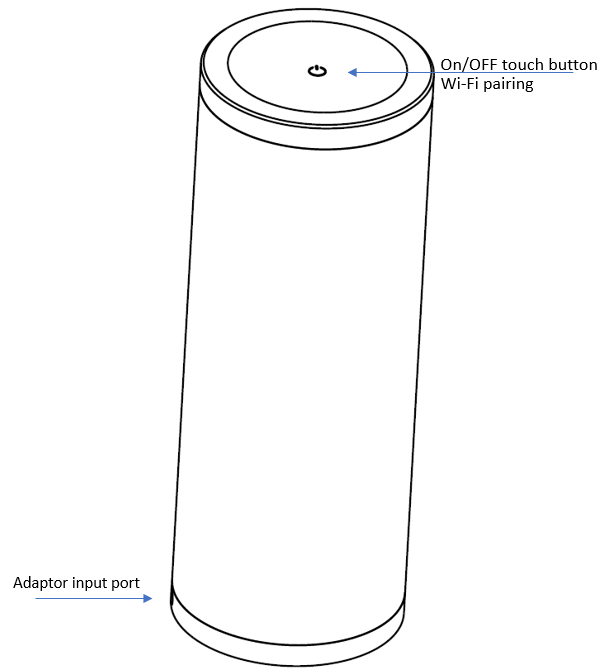 On/OFF touch button
Wi-Fi pairing
Adaptor input port